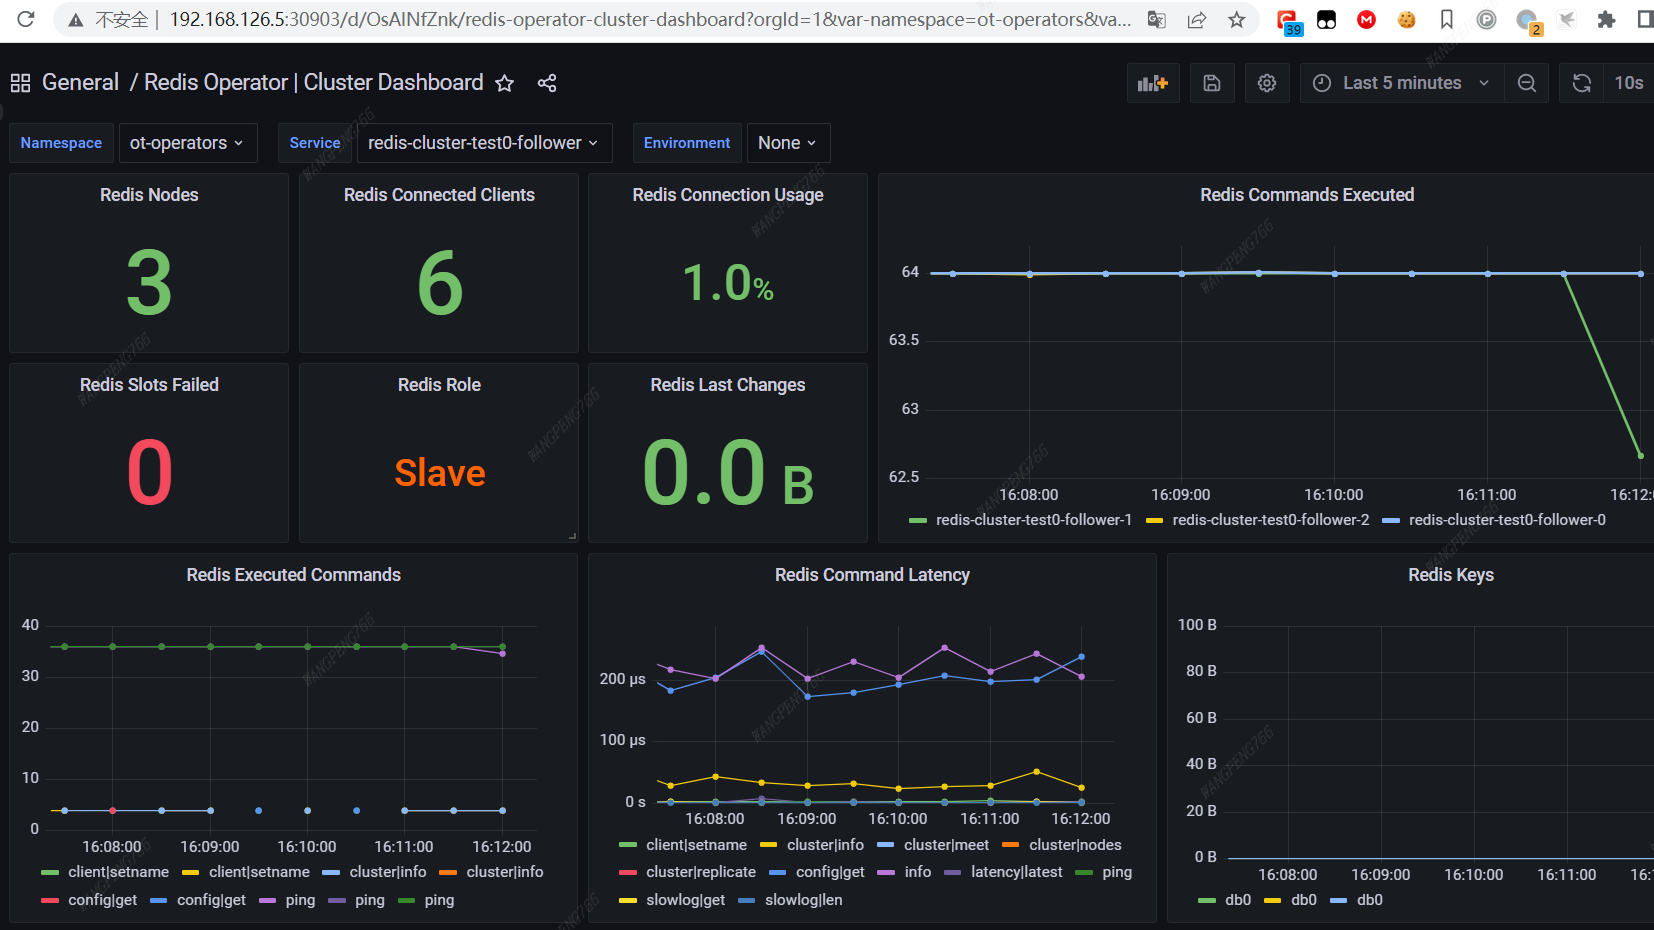 不安全 | 192.168.126.5:30903/d/OsAINfZnk/redis-operator-cluster-dashboard?orgId=1&var-namespace=ot-operators&va...
39
2
General / Redis Operator | Cluster Dashboard
Last 5 minutes
10s
Namespace ot-operators
Service redis-cluster-test0-follower
Environment None
Redis Nodes
3
Redis Connected Clients
6
Redis Connection Usage
1.0%
Redis Slots Failed
0
Redis Role
Slave
Redis Last Changes
0.0 B
Redis Commands Executed
64
63.5
63
62.5
16:08:00 16:09:00 16:10:00 16:11:00 16:12:
redis-cluster-test0-follower-1 redis-cluster-test0-follower-2 redis-cluster-test0-follower-0
Redis Executed Commands
40
30
20
10
0
16:08:00 16:09:00 16:10:00 16:11:00 16:12:00
client|setname client|setname cluster|info cluster|info
config|get config|get ping ping ping
Redis Command Latency
200 µs
100 µs
0 s
16:08:00 16:09:00 16:10:00 16:11:00 16:12:00
client|setname cluster|info cluster|meet cluster|nodes
cluster|replicate config|get info latency|latest ping
slowlog|get slowlog|len
Redis Keys
100 B
80 B
60 B
40 B
20 B
0 B
16:08:00 16:09:00 16:10:00 16:11:00 16:
db0 db0 db0
WANGPENG766